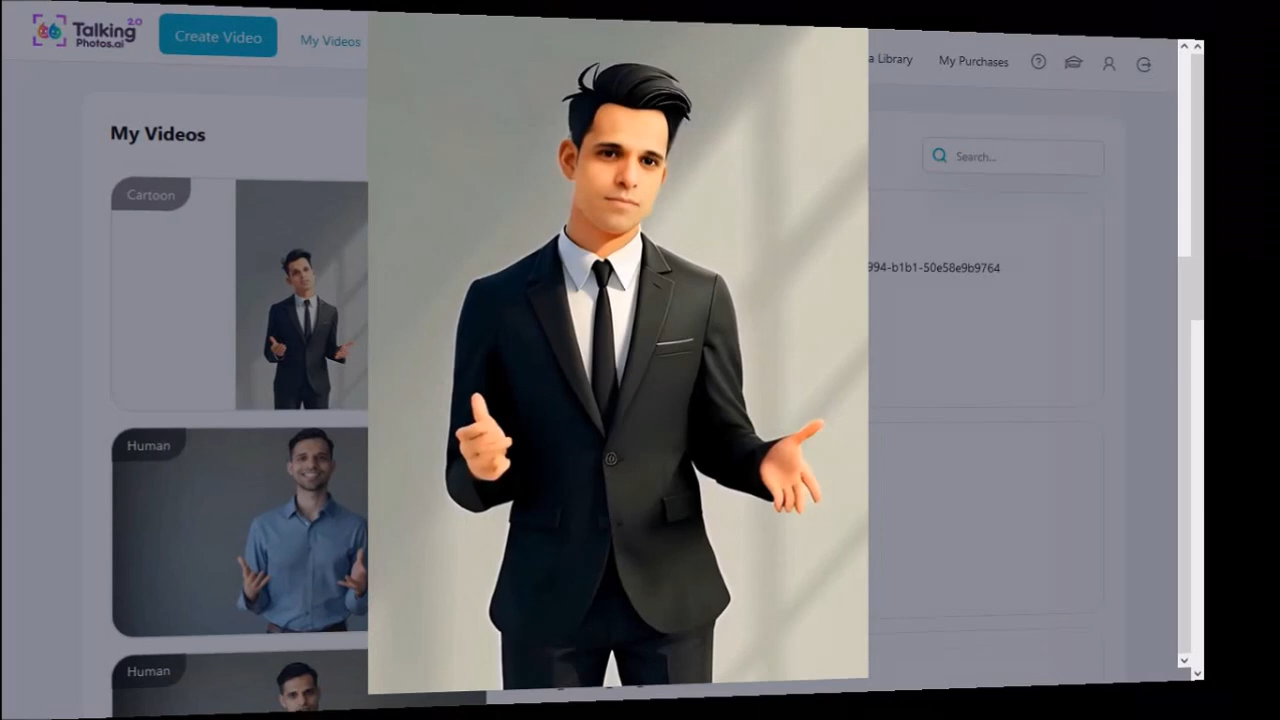 Talking 2.0
Photos.ai
Create Video
My Videos
a Library
My Purchases
My Videos
Search...
Cartoon
994-b1b1-50e58e9b9764
Human
Human